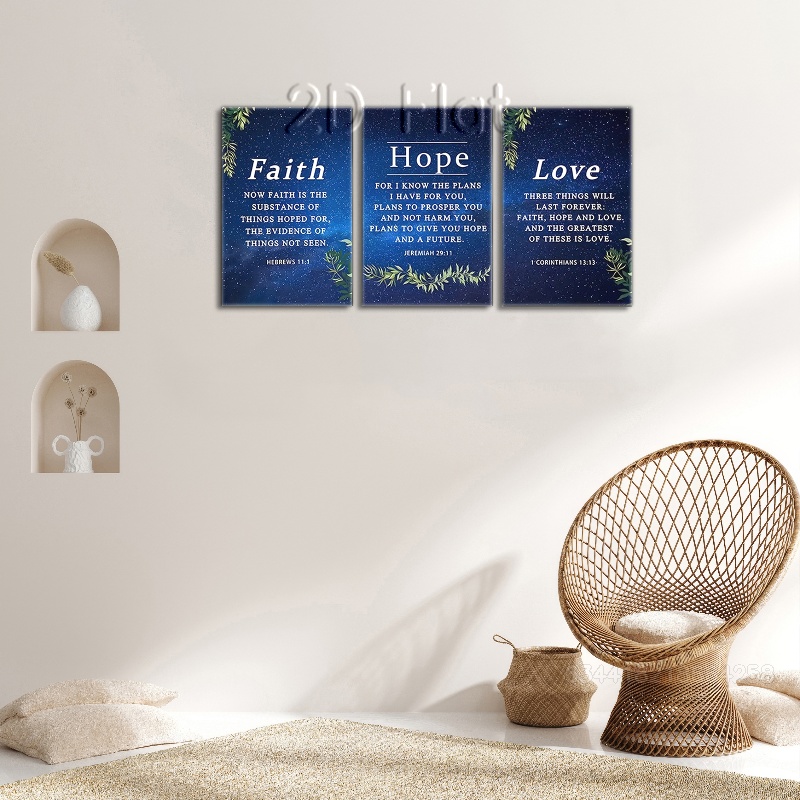 2D Flat
Faith
NOW FAITH IS THE
SUBSTANCE OF
THINGS HOPED FOR,
THE EVIDENCE OF
THINGS NOT SEEN.
HEBREWS 11:1
Hope
FOR I KNOW THE PLANS
I HAVE FOR YOU,
PLANS TO PROSPER YOU
AND NOT HARM YOU,
PLANS TO GIVE YOU HOPE
AND A FUTURE.
JEREMIAH 29:11
Love
THREE THINGS WILL
LAST FOREVER:
FAITH, HOPE AND LOVE.
AND THE GREATEST
OF THESE IS LOVE.
1 CORINTHIANS 13:13